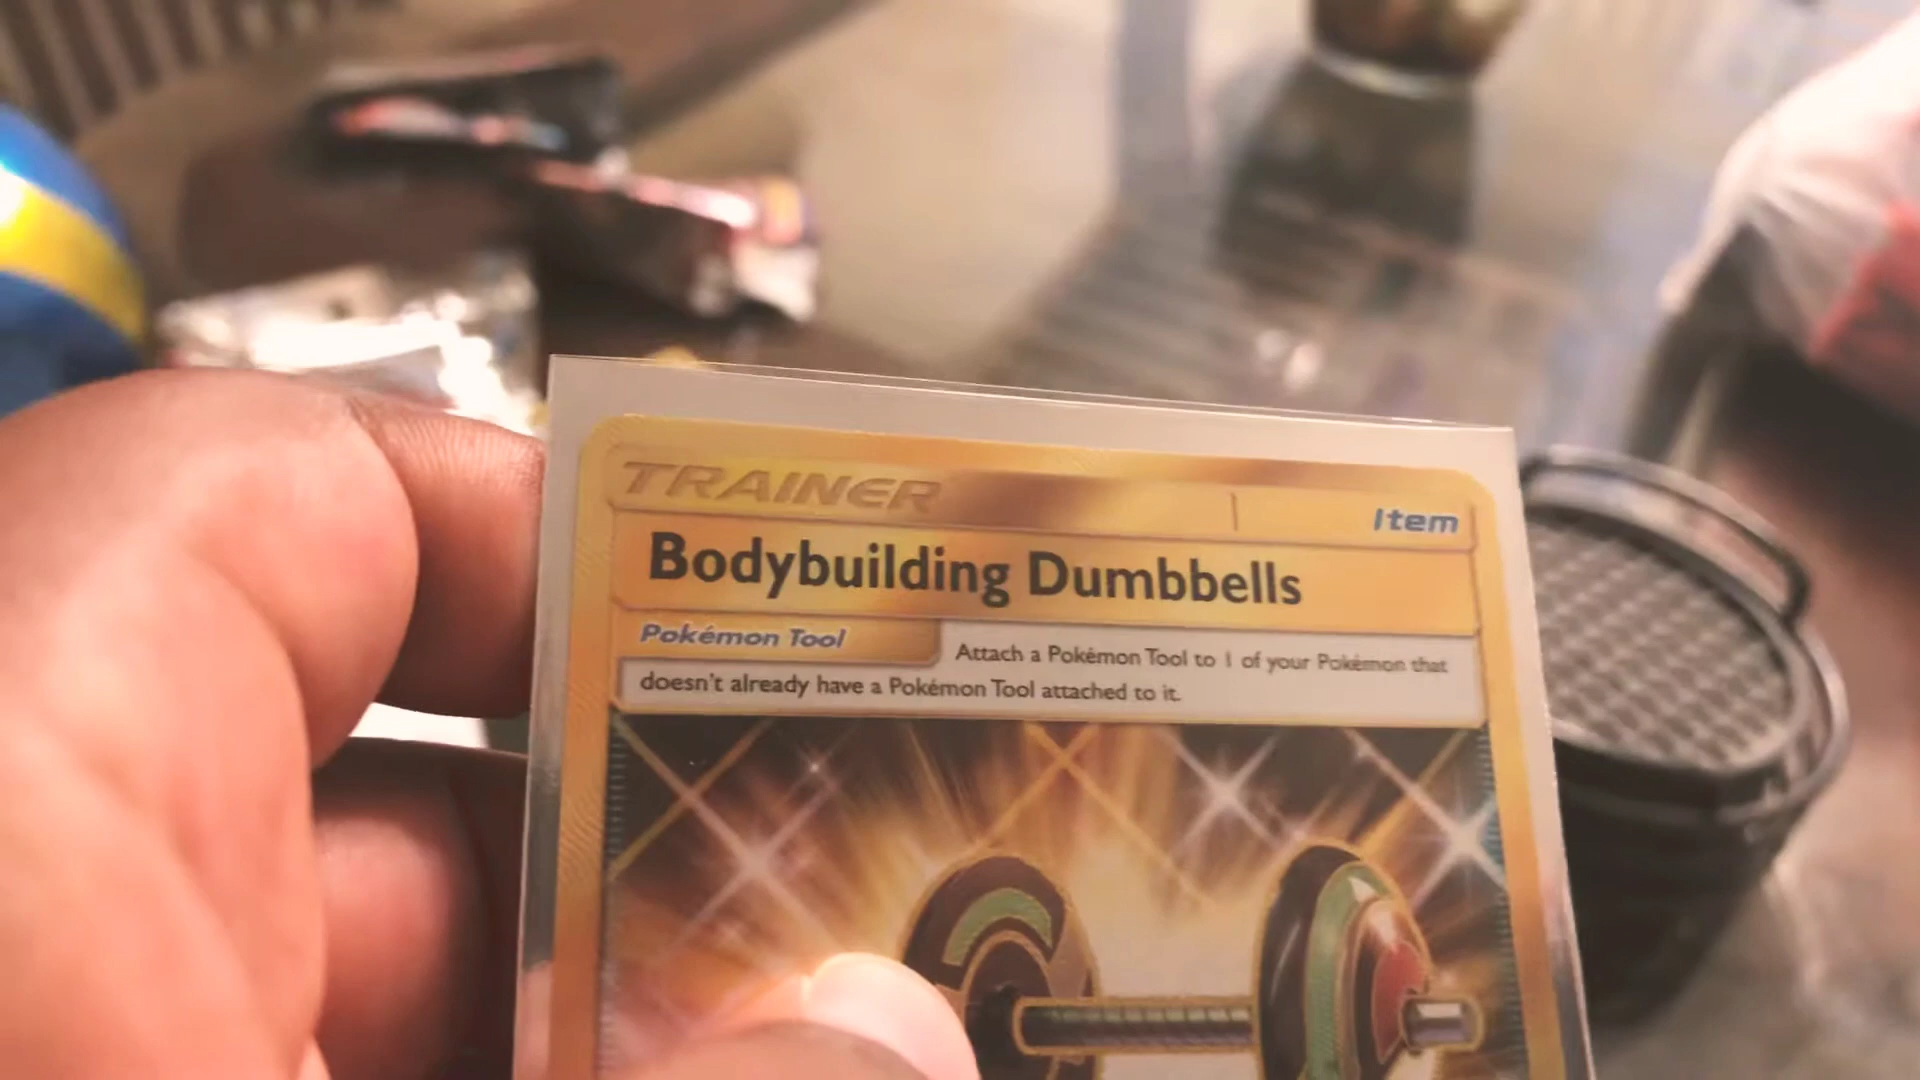 TRAINER
Item
Bodybuilding Dumbbells
Pokémon Tool
Attach a Pokémon Tool to 1 of your Pokémon that
doesn't already have a Pokémon Tool attached to it.